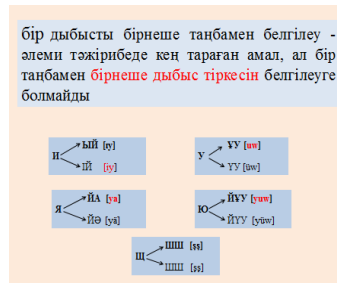 бір дыбысты бірнеше таңбамен белгілеу -
әлеми тәжірибеде кең тараған амал, ал бір
таңбамен бірнеше дыбыс тіркесін белгілеуге
болмайды
И ЫЙ [ıy]
ІЙ [iy]
У ҰУ [uw]
ҮУ [üw]
Я ЙА [ya]
ЙӘ [yä]
Ю ЙҰУ [yuw]
ЙҮУ [yüw]
Щ ШШ [şş]
ШШ [şş]